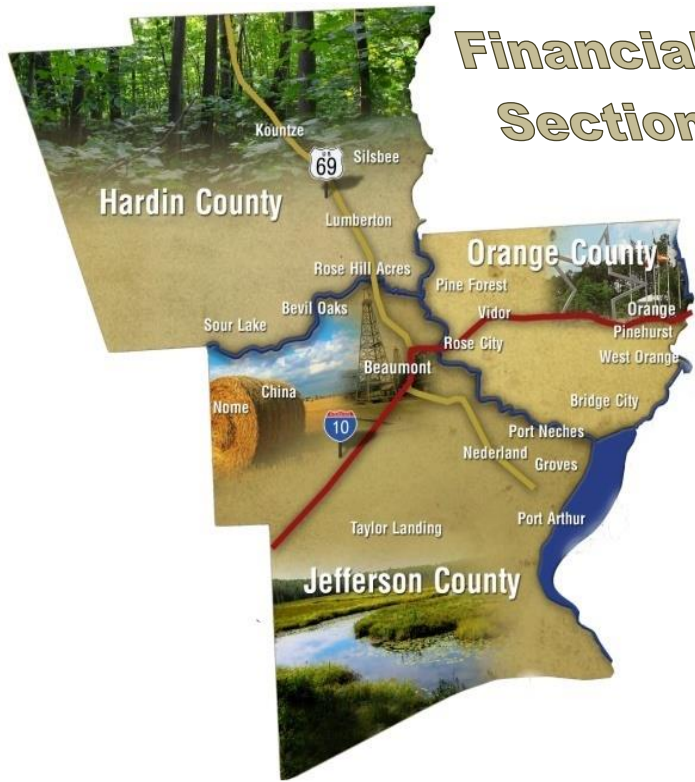 Financial
Section
Kountze
US
69
Silsbee
Hardin County
Lumberton
Orange County
Rose Hill Acres
Pine Forest
Bevil Oaks
Vidor
Orange
Sour Lake
Pinehurst
Rose City
West Orange
Beaumont
China
Bridge City
Nome
10
Port Neches
Nederland
Groves
Port Arthur
Taylor Landing
Jefferson County